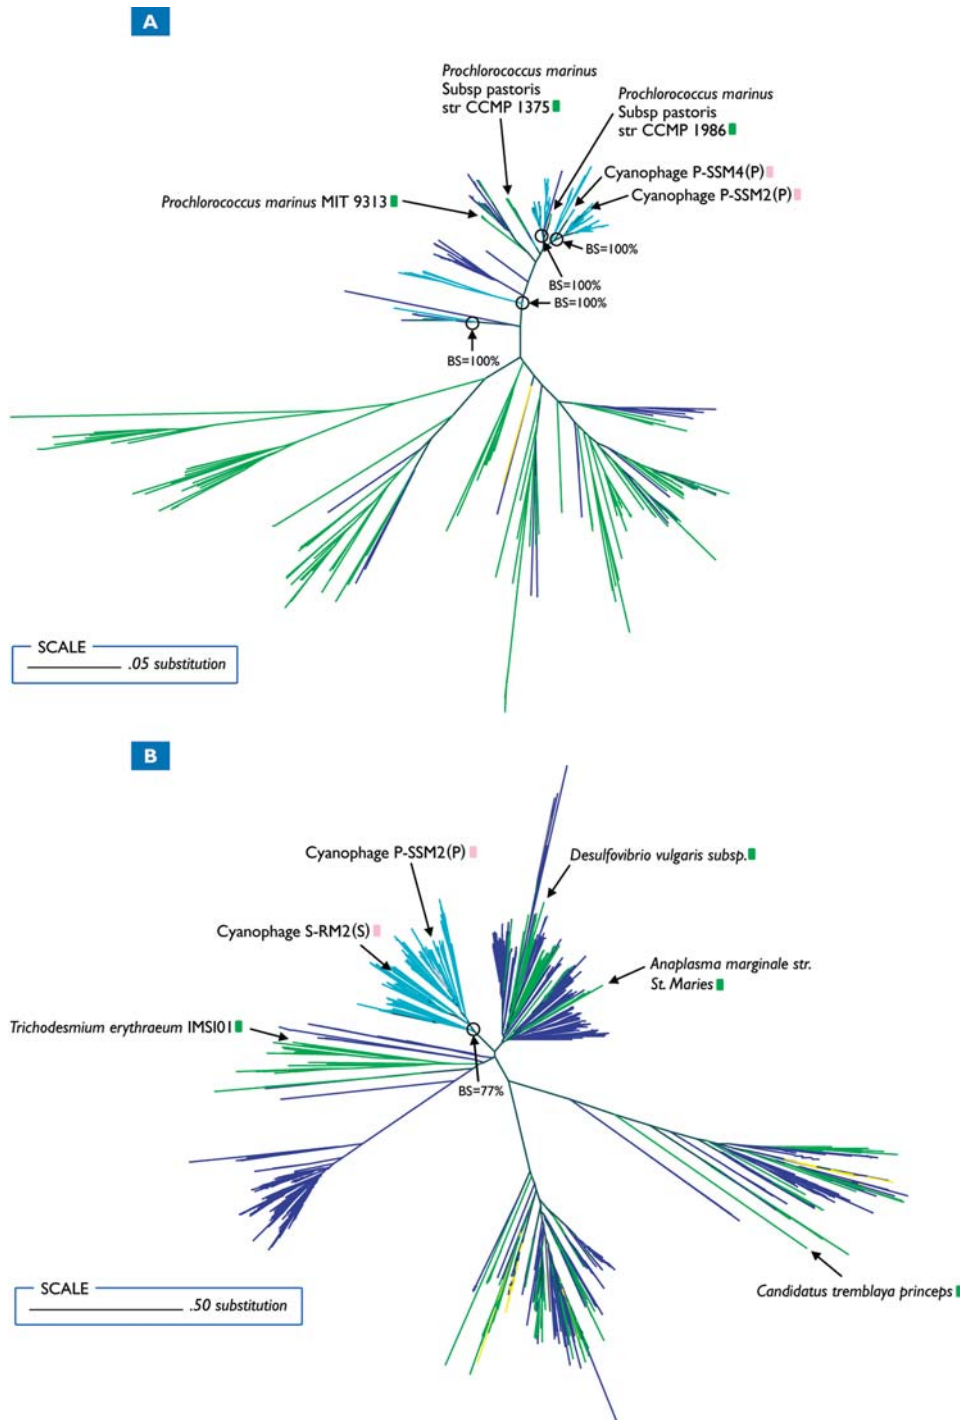 A
Prochlorococcus marinus
Subsp pastoris
str CCMP 1375
Prochlorococcus marinus
Subsp pastoris
str CCMP 1986
Cyanophage P-SSM4(P)
Cyanophage P-SSM2(P)
Prochlorococcus marinus MIT 9313
BS=100%
BS=100%
BS=100%
BS=100%
SCALE
.05 substitution
B
Cyanophage P-SSM2(P)
Desulfovibrio vulgaris subsp.
Cyanophage S-RM2(S)
Anaplasma marginale str.
St. Maries
Trichodesmium erythraeum IMSI01
BS=77%
SCALE
.50 substitution
Candidatus tremblaya princeps